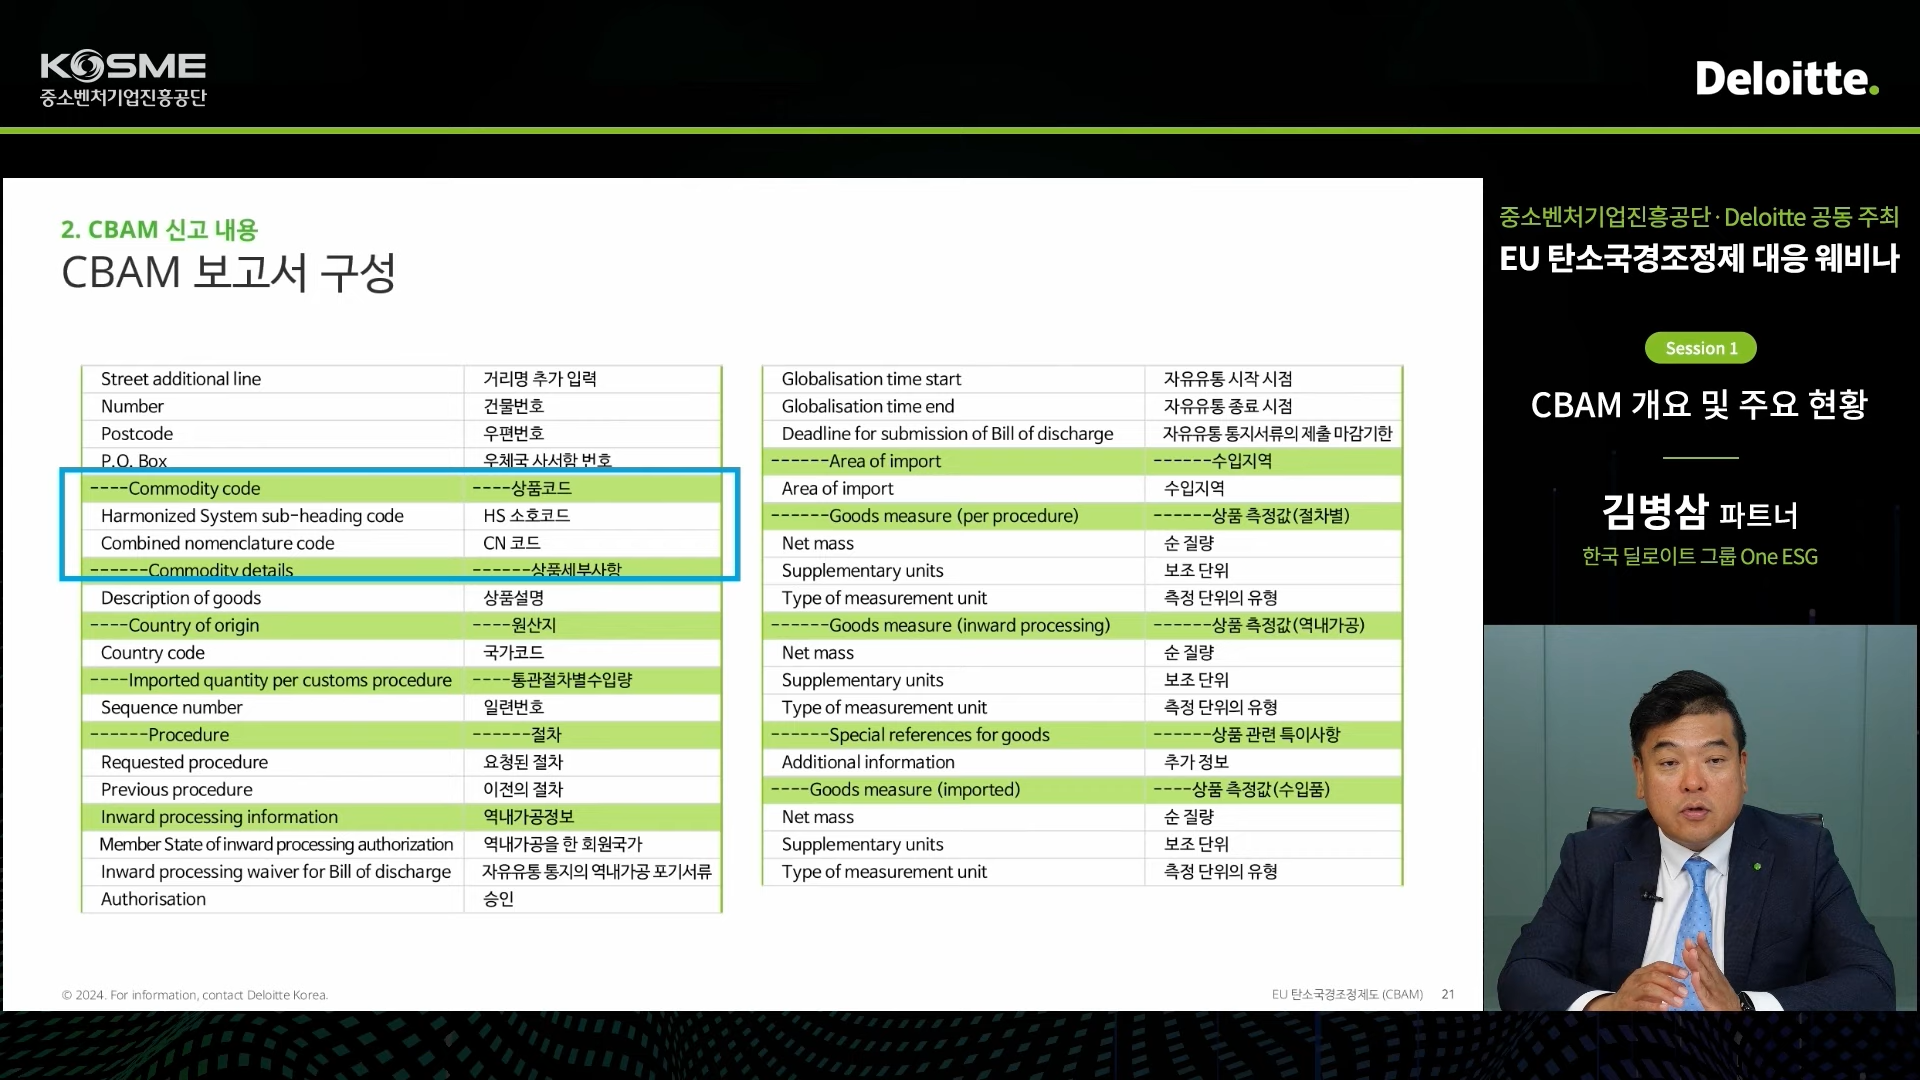 KOSME
중소벤처기업진흥공단
Deloitte.
2. CBAM 신고 내용
CBAM 보고서 구성
Street additional line 거리명 추가 입력
Number 건물번호
Postcode 우편번호
P.O. Box 우체국 사서함 번호
----Commodity code ----상품코드
Harmonized System sub-heading code HS 소호코드
Combined nomenclature code CN 코드
------Commodity details ------상품세부사항
Description of goods 상품설명
----Country of origin ----원산지
Country code 국가코드
----Imported quantity per customs procedure ----통관절차별수입량
Sequence number 일련번호
------Procedure ------절차
Requested procedure 요청된 절차
Previous procedure 이전의 절차
Inward processing information 역내가공정보
Member State of inward processing authorization 역내가공을 한 회원국가
Inward processing waiver for Bill of discharge 자유유통 통지의 역내가공 포기서류
Authorisation 승인
Globalisation time start 자유유통 시작 시점
Globalisation time end 자유유통 종료 시점
Deadline for submission of Bill of discharge 자유유통 통지서류의 제출 마감기한
------Area of import ------수입지역
Area of import 수입지역
------Goods measure (per procedure) ------상품 측정값(절차별)
Net mass 순 질량
Supplementary units 보조 단위
Type of measurement unit 측정 단위의 유형
------Goods measure (inward processing) ------상품 측정값(역내가공)
Net mass 순 질량
Supplementary units 보조 단위
Type of measurement unit 측정 단위의 유형
------Special references for goods ------상품 관련 특이사항
Additional information 추가 정보
----Goods measure (imported) ----상품 측정값(수입품)
Net mass 순 질량
Supplementary units 보조 단위
Type of measurement unit 측정 단위의 유형
© 2024. For information, contact Deloitte Korea.
EU 탄소국경조정제도 (CBAM) 21
중소벤처기업진흥공단 · Deloitte 공동 주최
EU 탄소국경조정제 대응 웨비나
Session 1
CBAM 개요 및 주요 현황
김병삼 파트너
한국 딜로이트 그룹 One ESG